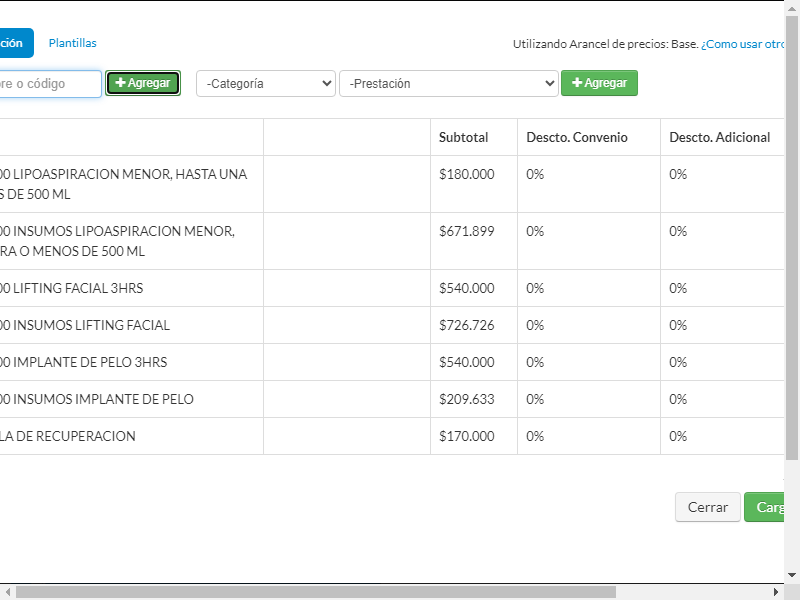 ción Plantillas Utilizando Arancel de precios: Base. ¿Como usar otro
re o código Agregar -Categoría -Prestación Agregar
Subtotal Descto. Convenio Descto. Adicional
00 LIPOASPIRACION MENOR, HASTA UNA $180.000 0% 0%
S DE 500 ML
00 INSUMOS LIPOASPIRACION MENOR, $671.899 0% 0%
RA O MENOS DE 500 ML
00 LIFTING FACIAL 3HRS $540.000 0% 0%
00 INSUMOS LIFTING FACIAL $726.726 0% 0%
00 IMPLANTE DE PELO 3HRS $540.000 0% 0%
00 INSUMOS IMPLANTE DE PELO $209.633 0% 0%
LA DE RECUPERACION $170.000 0% 0%
Cerrar Carg